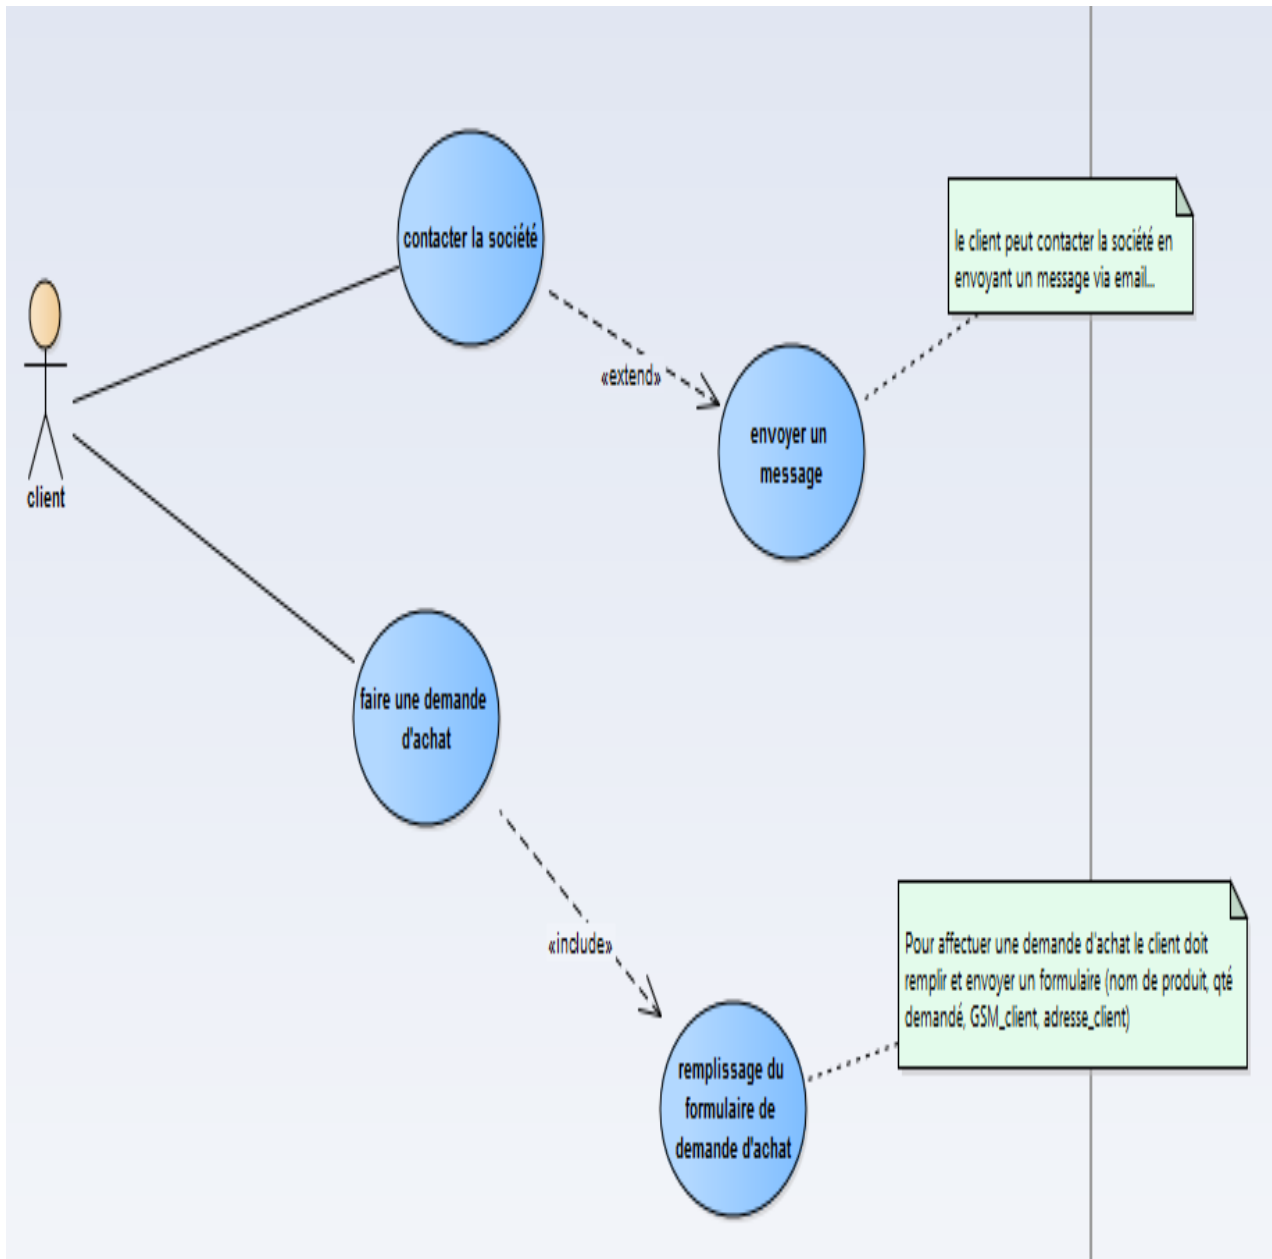 contacter la société
le client peut contacter la société en
envoyant un message via email...
«extend»
envoyer un
message
client
faire une demande
d'achat
«include»
Pour affectuer une demande d'achat le client doit
remplir et envoyer un formulaire (nom de produit, qté
demandé, GSM_client, adresse_client)
remplissage du
formulaire de
demande d'achat